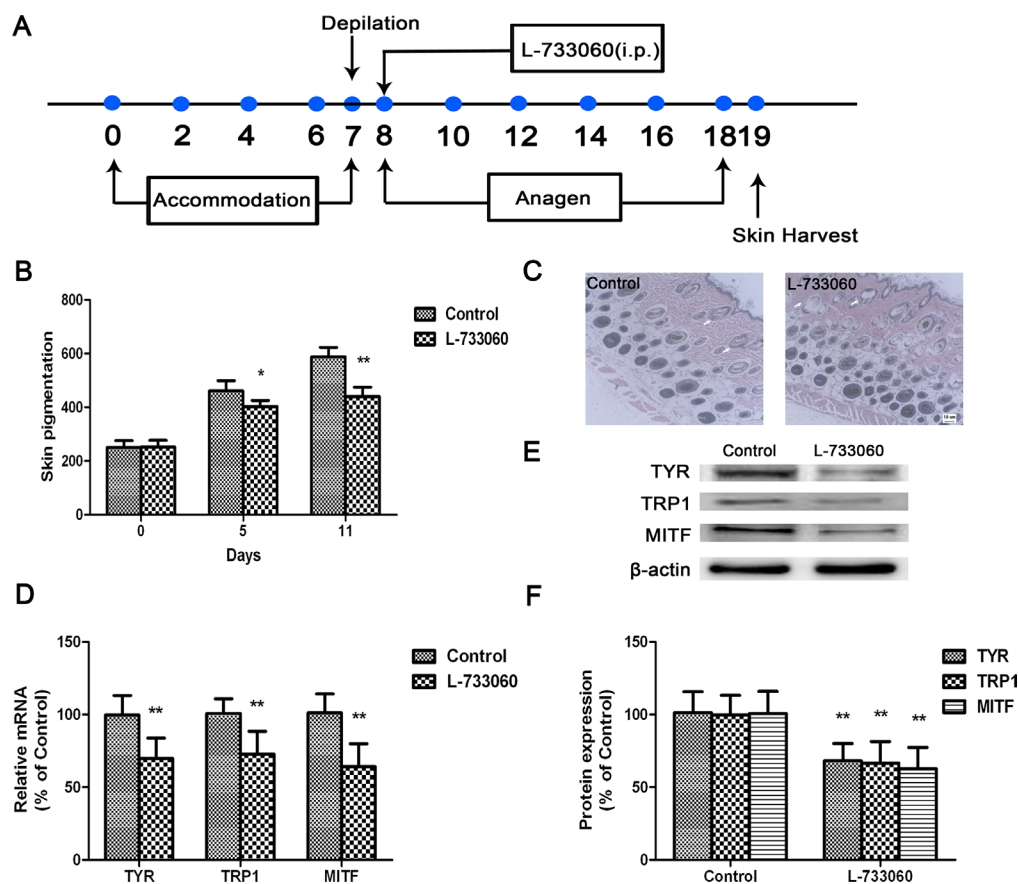 A
Depilation
L-733060(i.p.)
0 2 4 6 7 8 10 12 14 16 18 19
Accommodation
Anagen
Skin Harvest
B
Skin pigmentation
800
600
400
200
0
* **
0 5 11
Days
Control
L-733060
C
Control
L-733060
E
Control L-733060
TYR
TRP1
MITF
β-actin
D
Relative mRNA
(% of Control)
150
100
50
0
** ** **
TYR TRP1 MITF
Control
L-733060
F
Protein expression
(% of Control)
150
100
50
0
** ** **
Control L-733060
TYR
TRP1
MITF